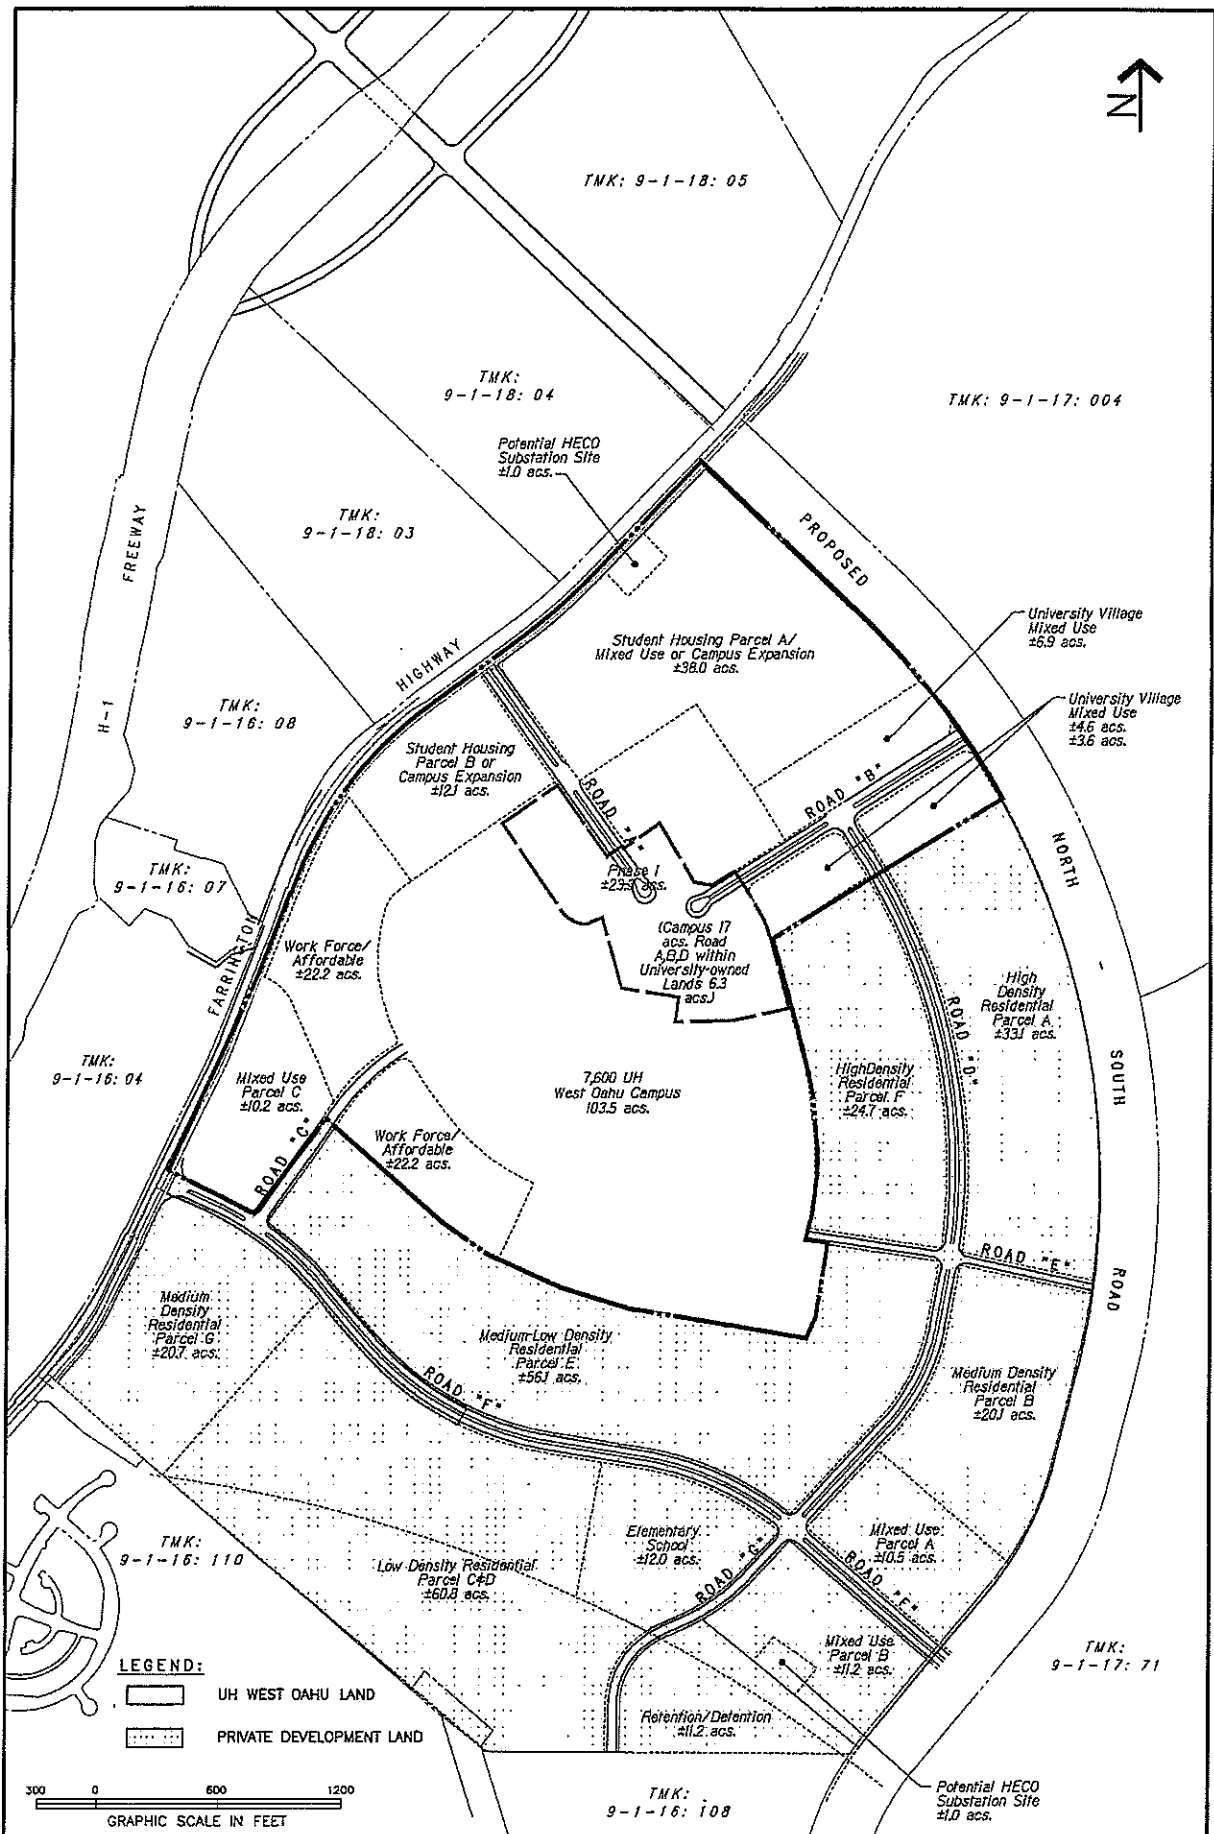 N
TMK: 9-1-18: 05
TMK:
9-1-18: 04
TMK: 9-1-17: 004
Potential HECO
Substation Site
±1.0 acs.
TMK:
9-1-18: 03
FREEWAY
H-1
PROPOSED
HIGHWAY
Student Housing Parcel A/
Mixed Use or Campus Expansion
±38.0 acs.
University Village
Mixed Use
±6.9 acs.
University Village
Mixed Use
±4.6 acs.
±3.6 acs.
TMK:
9-1-16: 08
Student Housing
Parcel B or
Campus Expansion
±12.1 acs.
ROAD
ROAD "B"
NORTH
TMK:
9-1-16: 07
Phase 1
±23.3 acs.
FARRINGTON
Work Force/
Affordable
±22.2 acs.
(Campus 17
acs. Road
A,B,D within
University-owned
Lands 6.3
acs.)
High
Density
Residential
Parcel A
±33.1 acs.
ROAD "D"
TMK:
9-1-16: 04
Mixed Use
Parcel C
±10.2 acs.
7,600 UH
West Oahu Campus
103.5 acs.
HighDensity
Residential
Parcel F
±24.7 acs.
SOUTH
ROAD "C"
Work Force/
Affordable
±22.2 acs.
ROAD "E"
ROAD
Medium
Density
Residential
Parcel G
±20.7 acs.
Medium-Low Density
Residential
Parcel E
±56.1 acs.
ROAD "F"
Medium Density
Residential
Parcel B
±20.1 acs.
TMK:
9-1-16: 110
Elementary
School
±12.0 acs.
Mixed Use
Parcel A
±10.5 acs.
Low Density Residential
Parcel C&D
±60.8 acs.
ROAD "G"
ROAD "F"
Mixed Use
Parcel B
±11.2 acs.
TMK:
9-1-17: 71
LEGEND:
UH WEST OAHU LAND
PRIVATE DEVELOPMENT LAND
Retention/Detention
±11.2 acs.
300 0 600 1200
GRAPHIC SCALE IN FEET
TMK:
9-1-16: 108
Potential HECO
Substation Site
±1.0 acs.